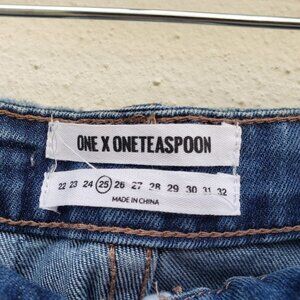 ONE X ONETEASPOON
22 23 24 25 26 27 28 29 30 31 32
MADE IN CHINA